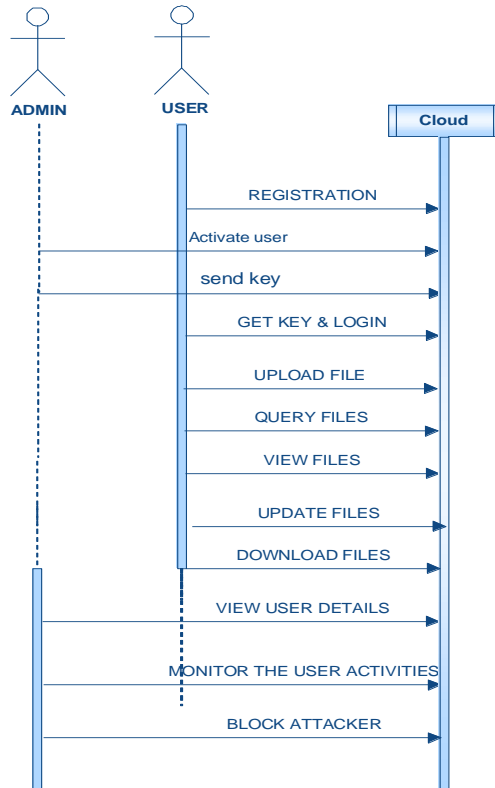 ADMIN
USER
Cloud
REGISTRATION
Activate user
send key
GET KEY & LOGIN
UPLOAD FILE
QUERY FILES
VIEW FILES
UPDATE FILES
DOWNLOAD FILES
VIEW USER DETAILS
MONITOR THE USER ACTIVITIES
BLOCK ATTACKER